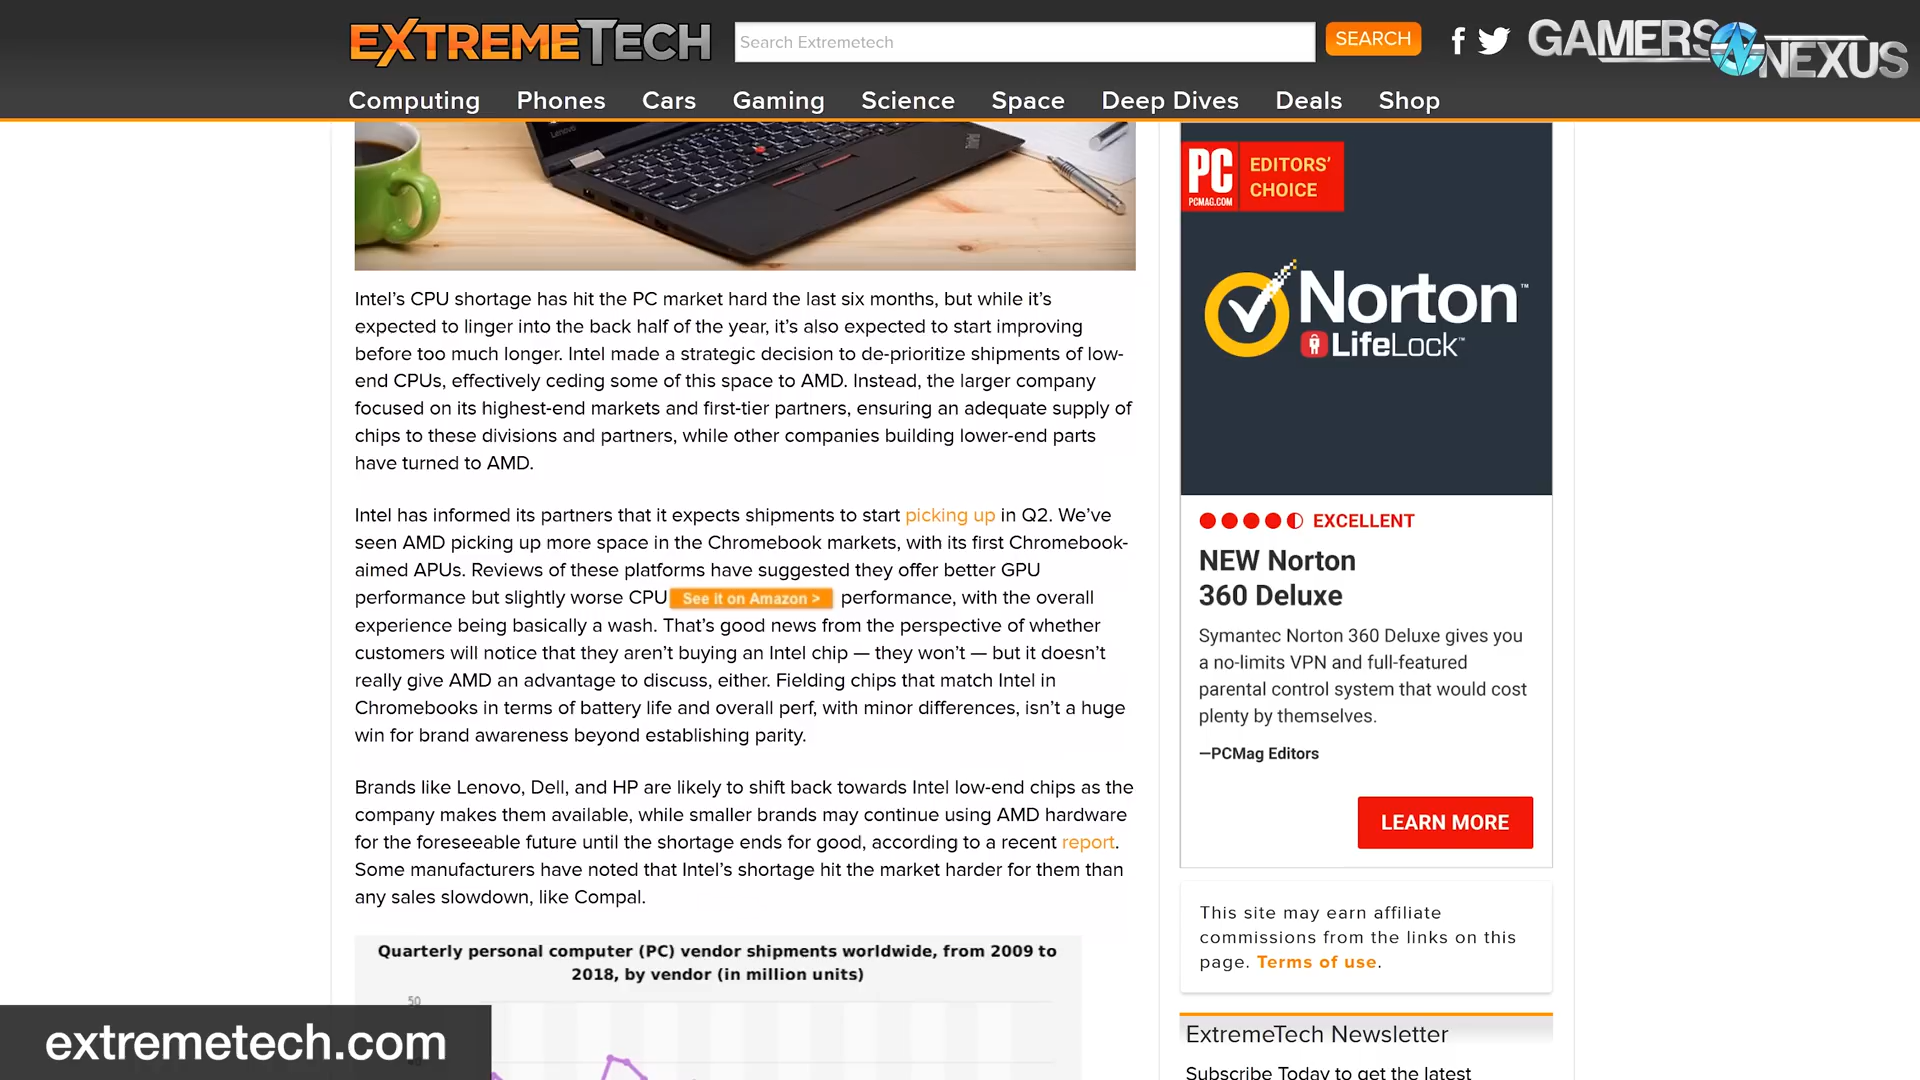 EXTREMETECH
Search Extremetech
SEARCH
f
GAMERS NEXUS
Computing Phones Cars Gaming Science Space Deep Dives Deals Shop
Lenovo
PC
PCMAG.COM
EDITORS'
CHOICE
Norton™
LifeLock™
Intel's CPU shortage has hit the PC market hard the last six months, but while it's
expected to linger into the back half of the year, it's also expected to start improving
before too much longer. Intel made a strategic decision to de-prioritize shipments of low-
end CPUs, effectively ceding some of this space to AMD. Instead, the larger company
focused on its highest-end markets and first-tier partners, ensuring an adequate supply of
chips to these divisions and partners, while other companies building lower-end parts
have turned to AMD.
Intel has informed its partners that it expects shipments to start picking up in Q2. We've
seen AMD picking up more space in the Chromebook markets, with its first Chromebook-
aimed APUs. Reviews of these platforms have suggested they offer better GPU
performance but slightly worse CPU See it on Amazon > performance, with the overall
experience being basically a wash. That's good news from the perspective of whether
customers will notice that they aren't buying an Intel chip — they won't — but it doesn't
really give AMD an advantage to discuss, either. Fielding chips that match Intel in
Chromebooks in terms of battery life and overall perf, with minor differences, isn't a huge
win for brand awareness beyond establishing parity.
Brands like Lenovo, Dell, and HP are likely to shift back towards Intel low-end chips as the
company makes them available, while smaller brands may continue using AMD hardware
for the foreseeable future until the shortage ends for good, according to a recent report.
Some manufacturers have noted that Intel's shortage hit the market harder for them than
any sales slowdown, like Compal.
Quarterly personal computer (PC) vendor shipments worldwide, from 2009 to
2018, by vendor (in million units)
50
EXCELLENT
NEW Norton
360 Deluxe
Symantec Norton 360 Deluxe gives you
a no-limits VPN and full-featured
parental control system that would cost
plenty by themselves.
—PCMag Editors
LEARN MORE
This site may earn affiliate
commissions from the links on this
page. Terms of use.
ExtremeTech Newsletter
Subscribe Today to get the latest
extremetech.com